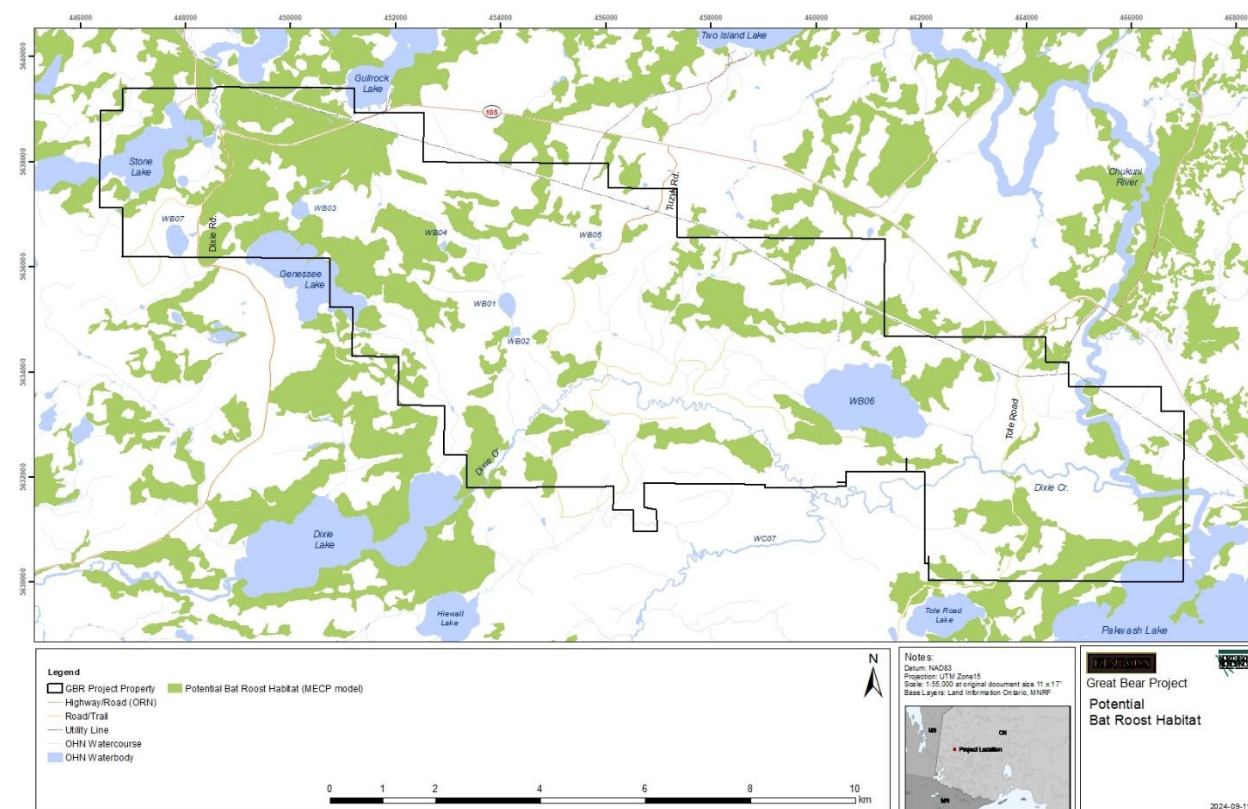 446000 448000 450000 452000 454000 456000 458000 460000 462000 464000 466000 468000
5640000
5638000
5636000
5634000
5632000
5630000
Two Island Lake
Gullrock
Lake
105
Stone
Lake
Chukuni
River
Tuzyk Rd.
WB03
WB07
Dixie Rd.
WB04
WB05
Genessee
Lake
WB01
WB02
WB06
Tote Road
Dixie Cr.
Dixie Cr.
Dixie
Lake
WC07
Hiewall
Lake
Tote Road
Lake
Pakwash Lake
Legend
GBR Project Property
Potential Bat Roost Habitat (MECP model)
Highway/Road (ORN)
Road/Trail
Utility Line
OHN Watercourse
OHN Waterbody
N
0 1 2 4 6 8 10
km
Notes:
Datum: NAD83
Projection: UTM Zone15
Scale: 1:55,000 at original document size 11 x 17"
Base Layers: Land Information Ontario, MNRF
MB
ON
Project Location
MN
KINROSS
Great Bear Project
Potential
Bat Roost Habitat